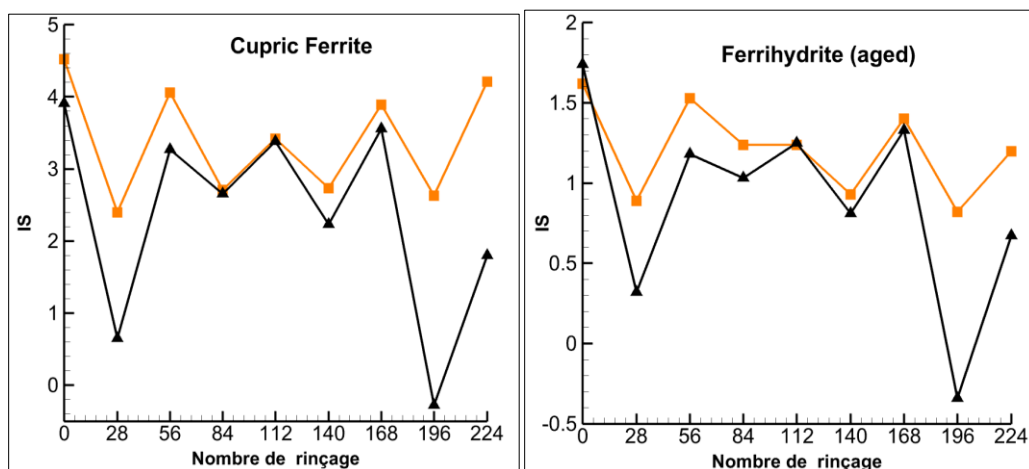 Cupric Ferrite
5
4
3
2
1
0
IS
0 28 56 84 112 140 168 196 224
Nombre de rinçage
Ferrihydrite (aged)
2
1.5
1
0.5
0
-0.5
IS
0 28 56 84 112 140 168 196 224
Nombre de rinçage